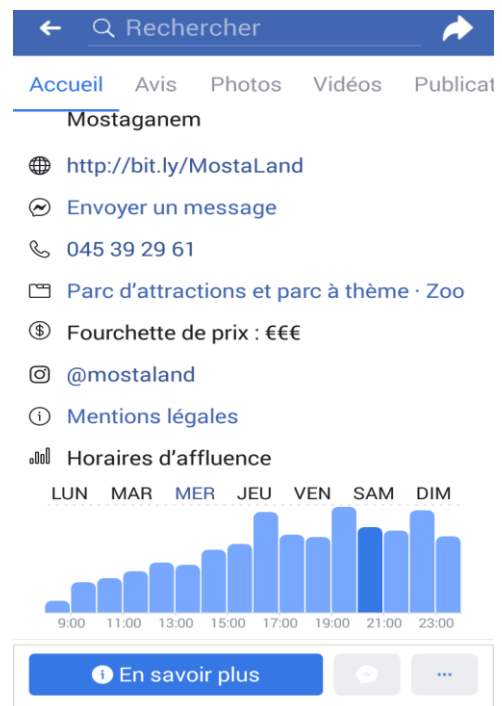 Rechercher
Accueil Avis Photos Vidéos Publicat
Mostaganem
http://bit.ly/MostaLand
Envoyer un message
045 39 29 61
Parc d'attractions et parc à thème · Zoo
Fourchette de prix : €€€
@mostaland
Mentions légales
Horaires d'affluence
LUN MAR MER JEU VEN SAM DIM
9:00 11:00 13:00 15:00 17:00 19:00 21:00 23:00
En savoir plus